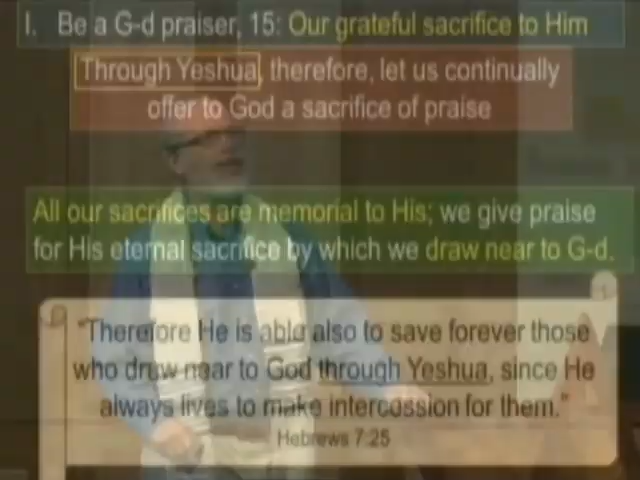 I. Be a G-d praiser, 15: Our grateful sacrifice to Him
Through Yeshua, therefore, let us continually
offer to God a sacrifice of praise
All our sacrifices are memorial to His; we give praise
for His eternal sacrifice by which we draw near to G-d.
"Therefore He is able also to save forever those
who draw near to God through Yeshua, since He
always lives to make intercession for them."
Hebrews 7:25